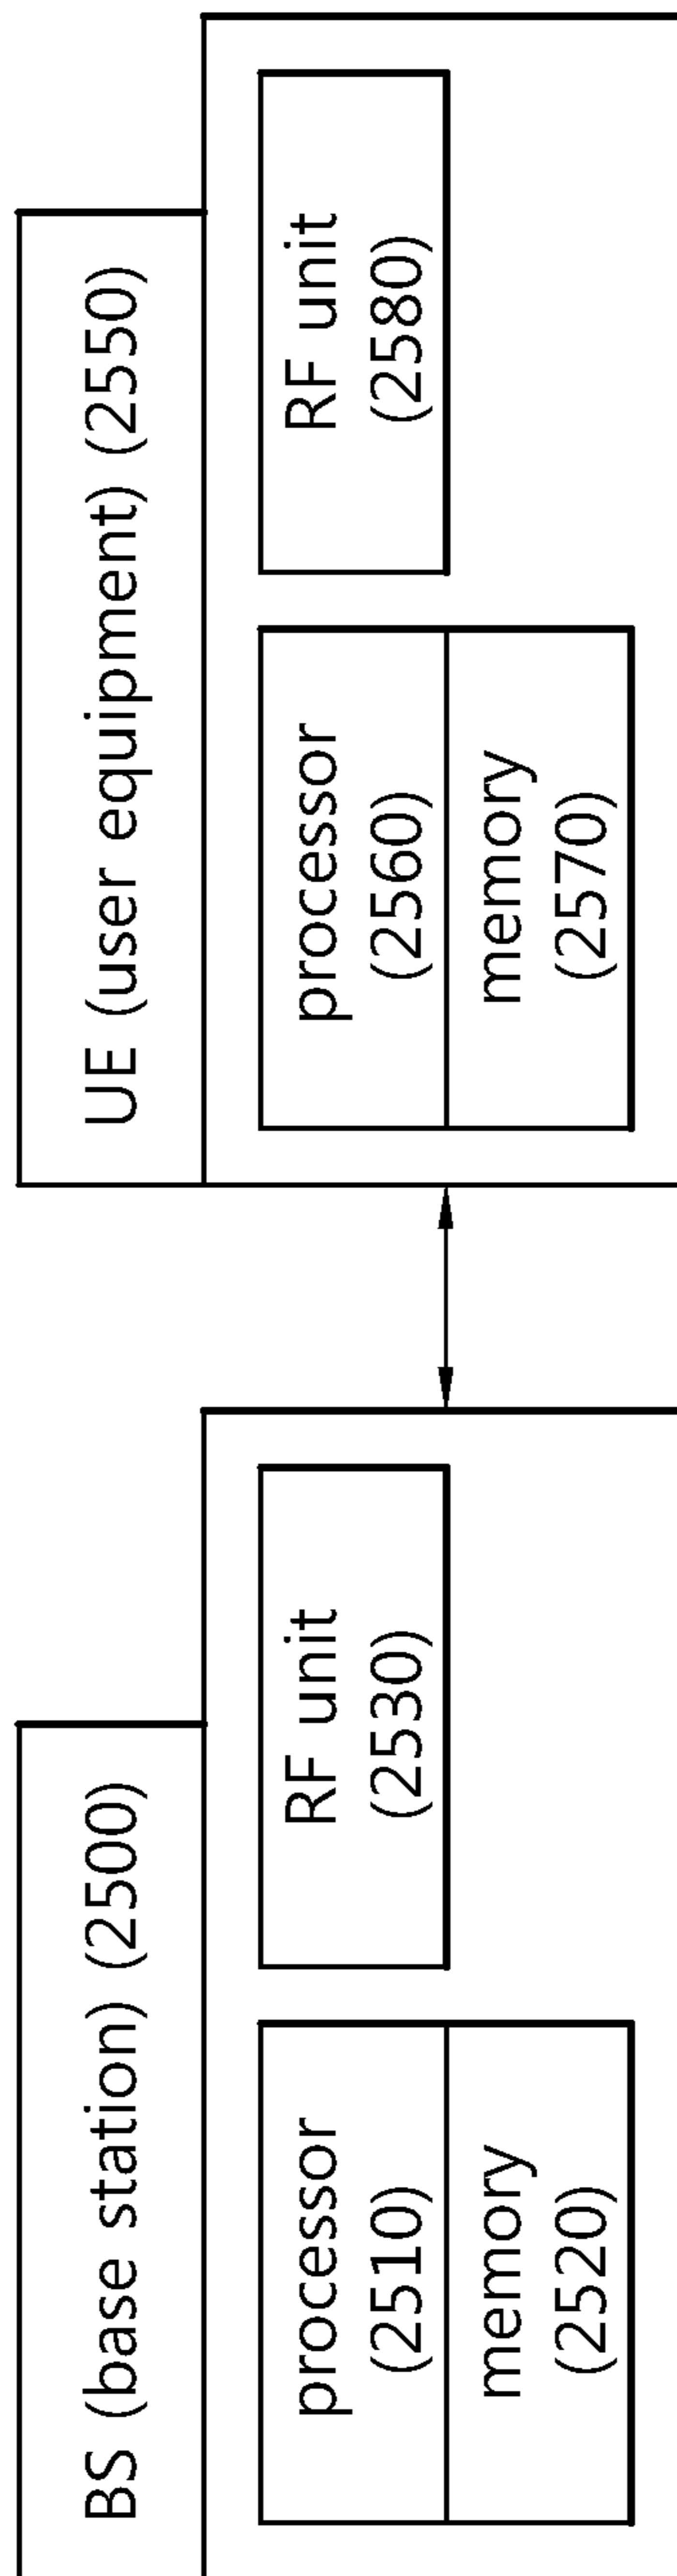 BS (base station) (2500)
processor
(2510)
memory
(2520)
RF unit
(2530)
UE (user equipment) (2550)
processor
(2560)
memory
(2570)
RF unit
(2580)